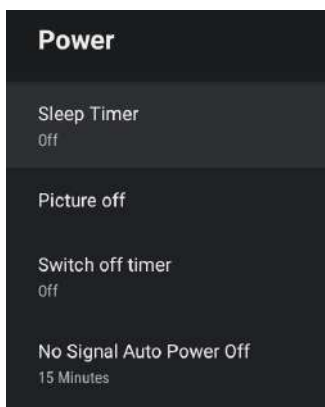 Power
Sleep Timer
Off
Picture off
Switch off timer
Off
No Signal Auto Power Off
15 Minutes